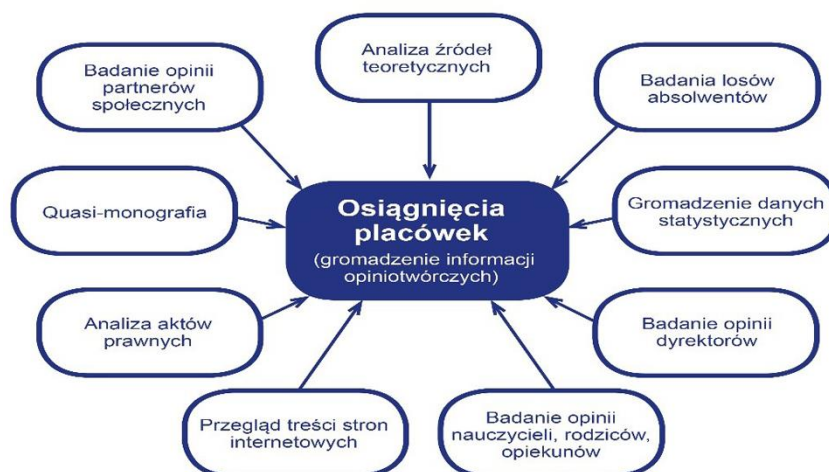 Analiza źródeł
teoretycznych
Badanie opinii
partnerów
społecznych
Badania losów
absolwentów
Quasi-monografia
Osiągnięcia
placówek
(gromadzenie informacji
opiniotwórczych)
Gromadzenie danych
statystycznych
Analiza aktów
prawnych
Badanie opinii
dyrektorów
Przegląd treści stron
internetowych
Badanie opinii
nauczycieli, rodziców,
opiekunów